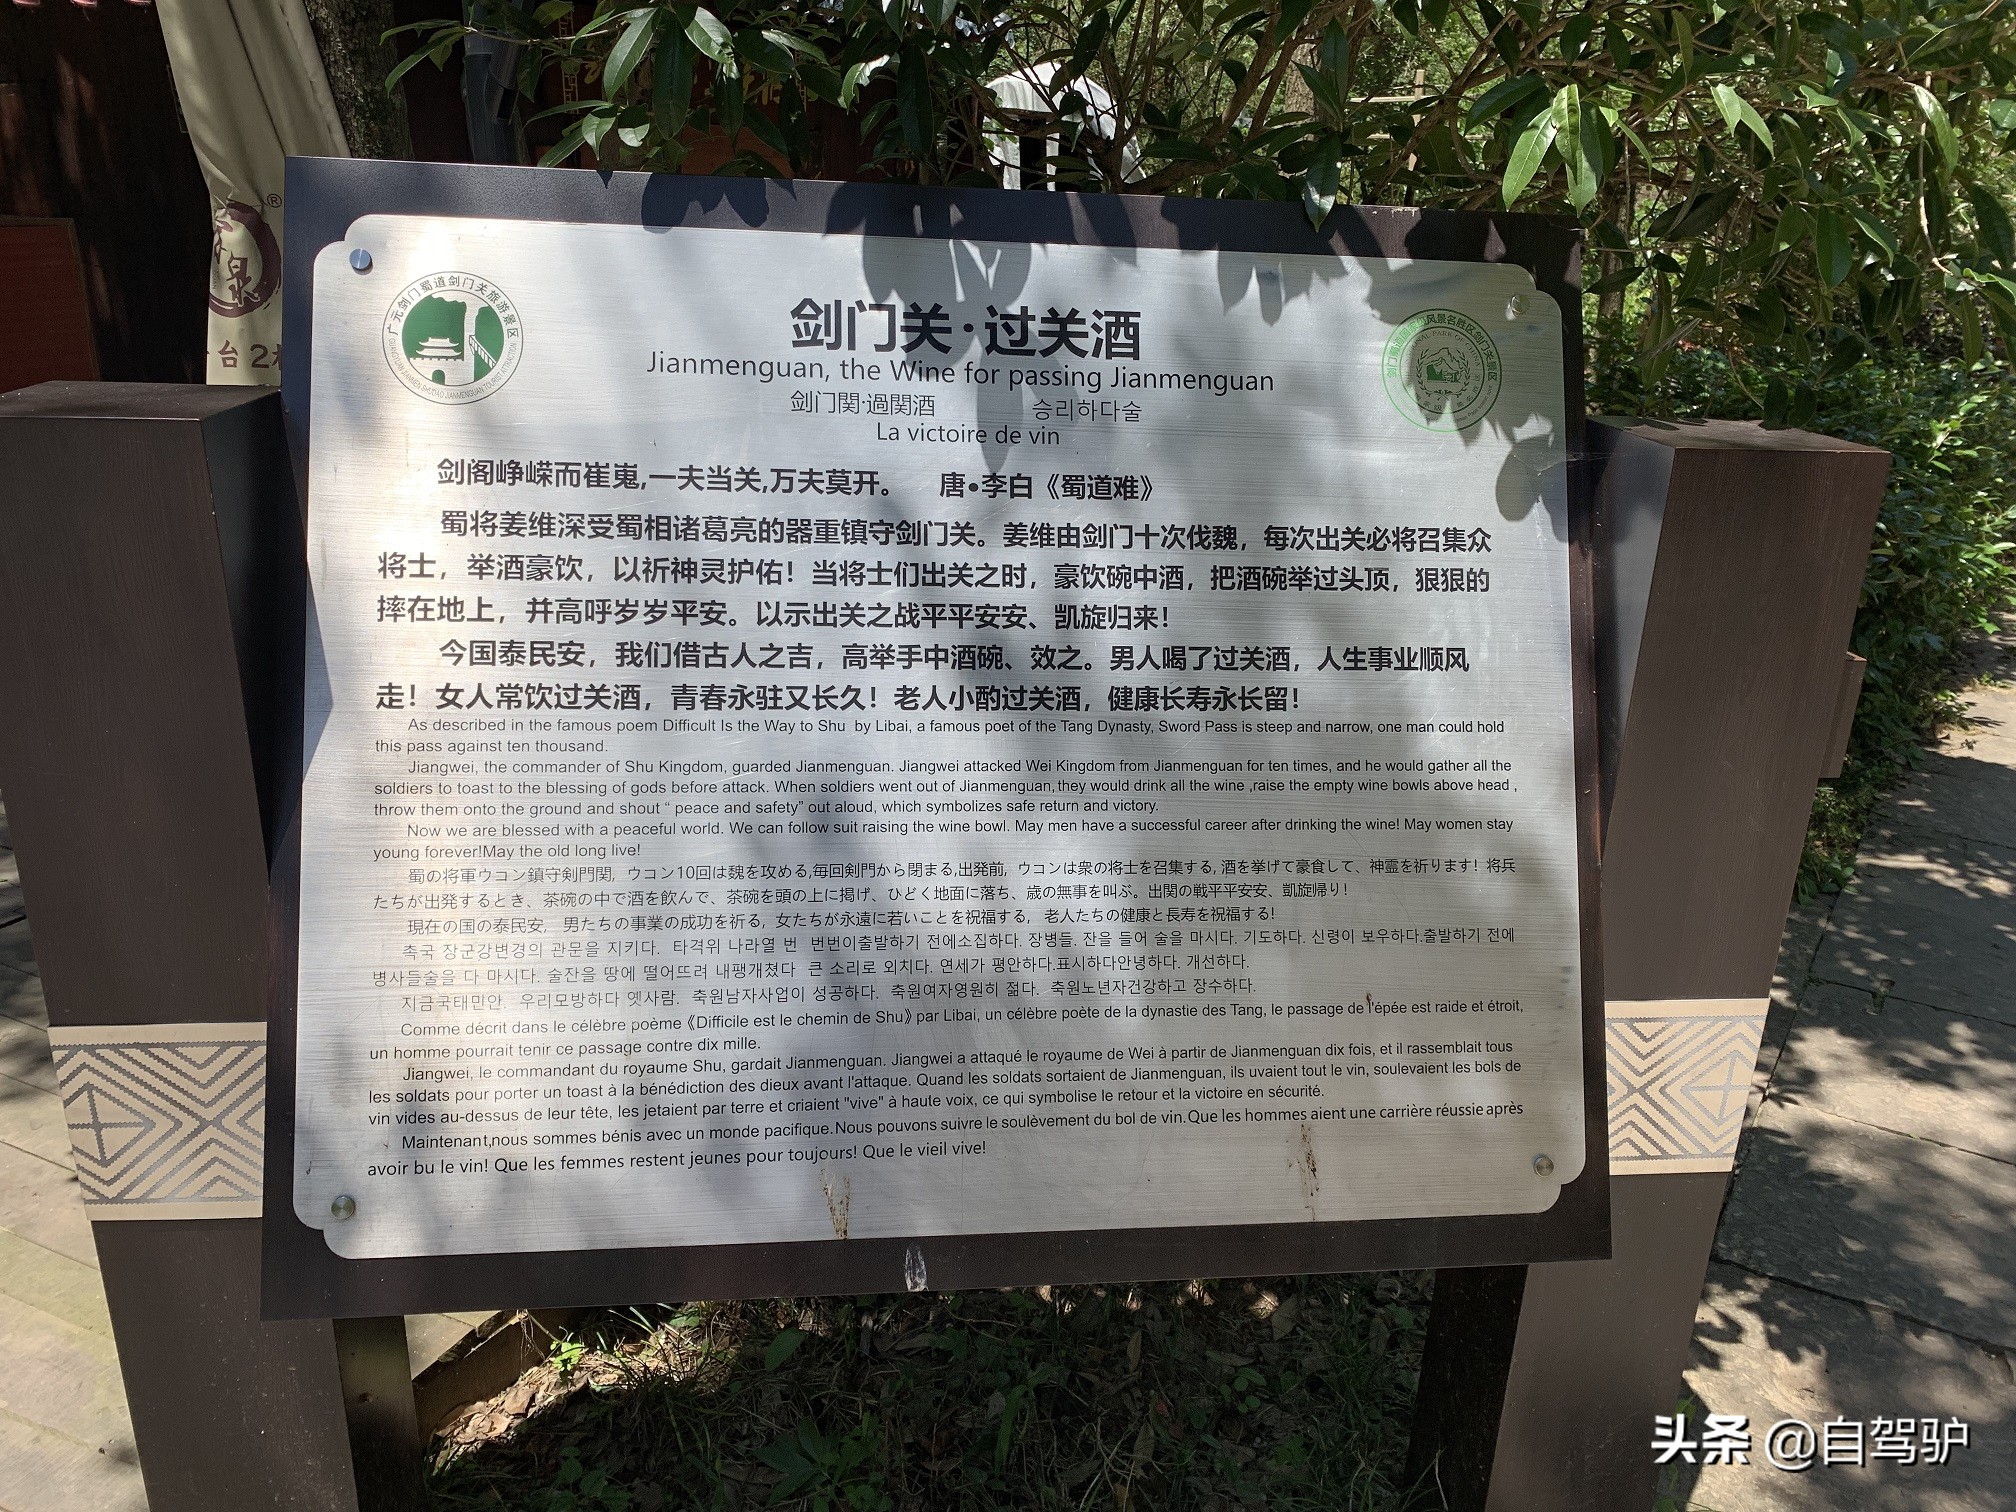 剑门关·过关酒
Jianmenguan, the Wine for passing Jianmenguan
剑门関·過関酒 승리하다술
La victoire de vin
广元剑门蜀道剑门关旅游景区
剑阁峥嵘而崔嵬,一夫当关,万夫莫开。 唐•李白《蜀道难》
蜀将姜维深受蜀相诸葛亮的器重镇守剑门关。姜维由剑门十次伐魏，每次出关必将召集众
将士，举酒豪饮，以祈神灵护佑！当将士们出关之时，豪饮碗中酒，把酒碗举过头顶，狠狠的
摔在地上，并高呼岁岁平安。以示出关之战平平安安、凯旋归来！
今国泰民安，我们借古人之吉，高举手中酒碗、效之。男人喝了过关酒，人生事业顺风
走！女人常饮过关酒，青春永驻又长久！老人小酌过关酒，健康长寿永长留！
As described in the famous poem Difficult Is the Way to Shu by Libai, a famous poet of the Tang Dynasty, Sword Pass is steep and narrow, one man could hold
this pass against ten thousand.
Jiangwei, the commander of Shu Kingdom, guarded Jianmenguan. Jiangwei attacked Wei Kingdom from Jianmenguan for ten times, and he would gather all the
soldiers to toast to the blessing of gods before attack. When soldiers went out of Jianmenguan, they would drink all the wine ,raise the empty wine bowls above head ,
throw them onto the ground and shout “ peace and safety” out aloud, which symbolizes safe return and victory.
Now we are blessed with a peaceful world. We can follow suit raising the wine bowl. May men have a successful career after drinking the wine! May women stay
young forever!May the old long live!
蜀の将軍ウコン鎮守剣門関，ウコン10回は魏を攻める,毎回剣門から閉まる,出発前，ウコンは衆の将士を召集する, 酒を挙げて豪食して、神霊を祈ります！将兵
たちが出発するとき、茶碗の中で酒を飲んで、茶碗を頭の上に掲げ、ひどく地面に落ち、歳の無事を叫ぶ。出関の戦平平安安、凱旋帰り！
現在の国の泰民安，男たちの事業の成功を祈る，女たちが永遠に若いことを祝福する，老人たちの健康と長寿を祝福する!
촉국 장군강변경의 관문을 지키다. 타격위 나라열 번 번번이출발하기 전에소집하다. 장병들. 잔을 들어 술을 마시다. 기도하다. 신령이 보우하다.출발하기 전에
병사들술을 다 마시다. 술잔을 땅에 떨어뜨려 내팽개쳤다 큰 소리로 외치다. 연세가 평안하다.표시하다안녕하다. 개선하다.
지금국태민안. 우리모방하다 옛사람. 축원남자사업이 성공하다. 축원여자영원히 젊다. 축원노년자건강하고 장수하다.
Comme décrit dans le célèbre poème《Difficile est le chemin de Shu》par Libai, un célèbre poète de la dynastie des Tang, le passage de l'épée est raide et étroit,
un homme pourrait tenir ce passage contre dix mille.
Jiangwei, le commandant du royaume Shu, gardait Jianmenguan. Jiangwei a attaqué le royaume de Wei à partir de Jianmenguan dix fois, et il rassemblait tous
les soldats pour porter un toast à la bénédiction des dieux avant l'attaque. Quand les soldats sortaient de Jianmenguan, ils uvaient tout le vin, soulevaient les bols de
vin vides au-dessus de leur tête, les jetaient par terre et criaient "vive" à haute voix, ce qui symbolise le retour et la victoire en sécurité.
Maintenant,nous sommes bénis avec un monde pacifique.Nous pouvons suivre le soulèvement du bol de vin.Que les hommes aient une carrière réussie après
avoir bu le vin! Que les femmes restent jeunes pour toujours! Que le vieil vive!
头条 @自驾驴